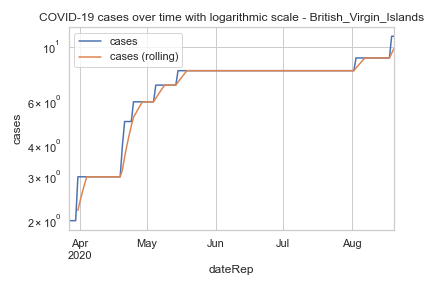 COVID-19 cases over time with logarithmic scale - British_Virgin_Islands
cases
cases (rolling)
10¹
6 × 10⁰
4 × 10⁰
3 × 10⁰
2 × 10⁰
cases
Apr
2020
May
Jun
Jul
Aug
dateRep